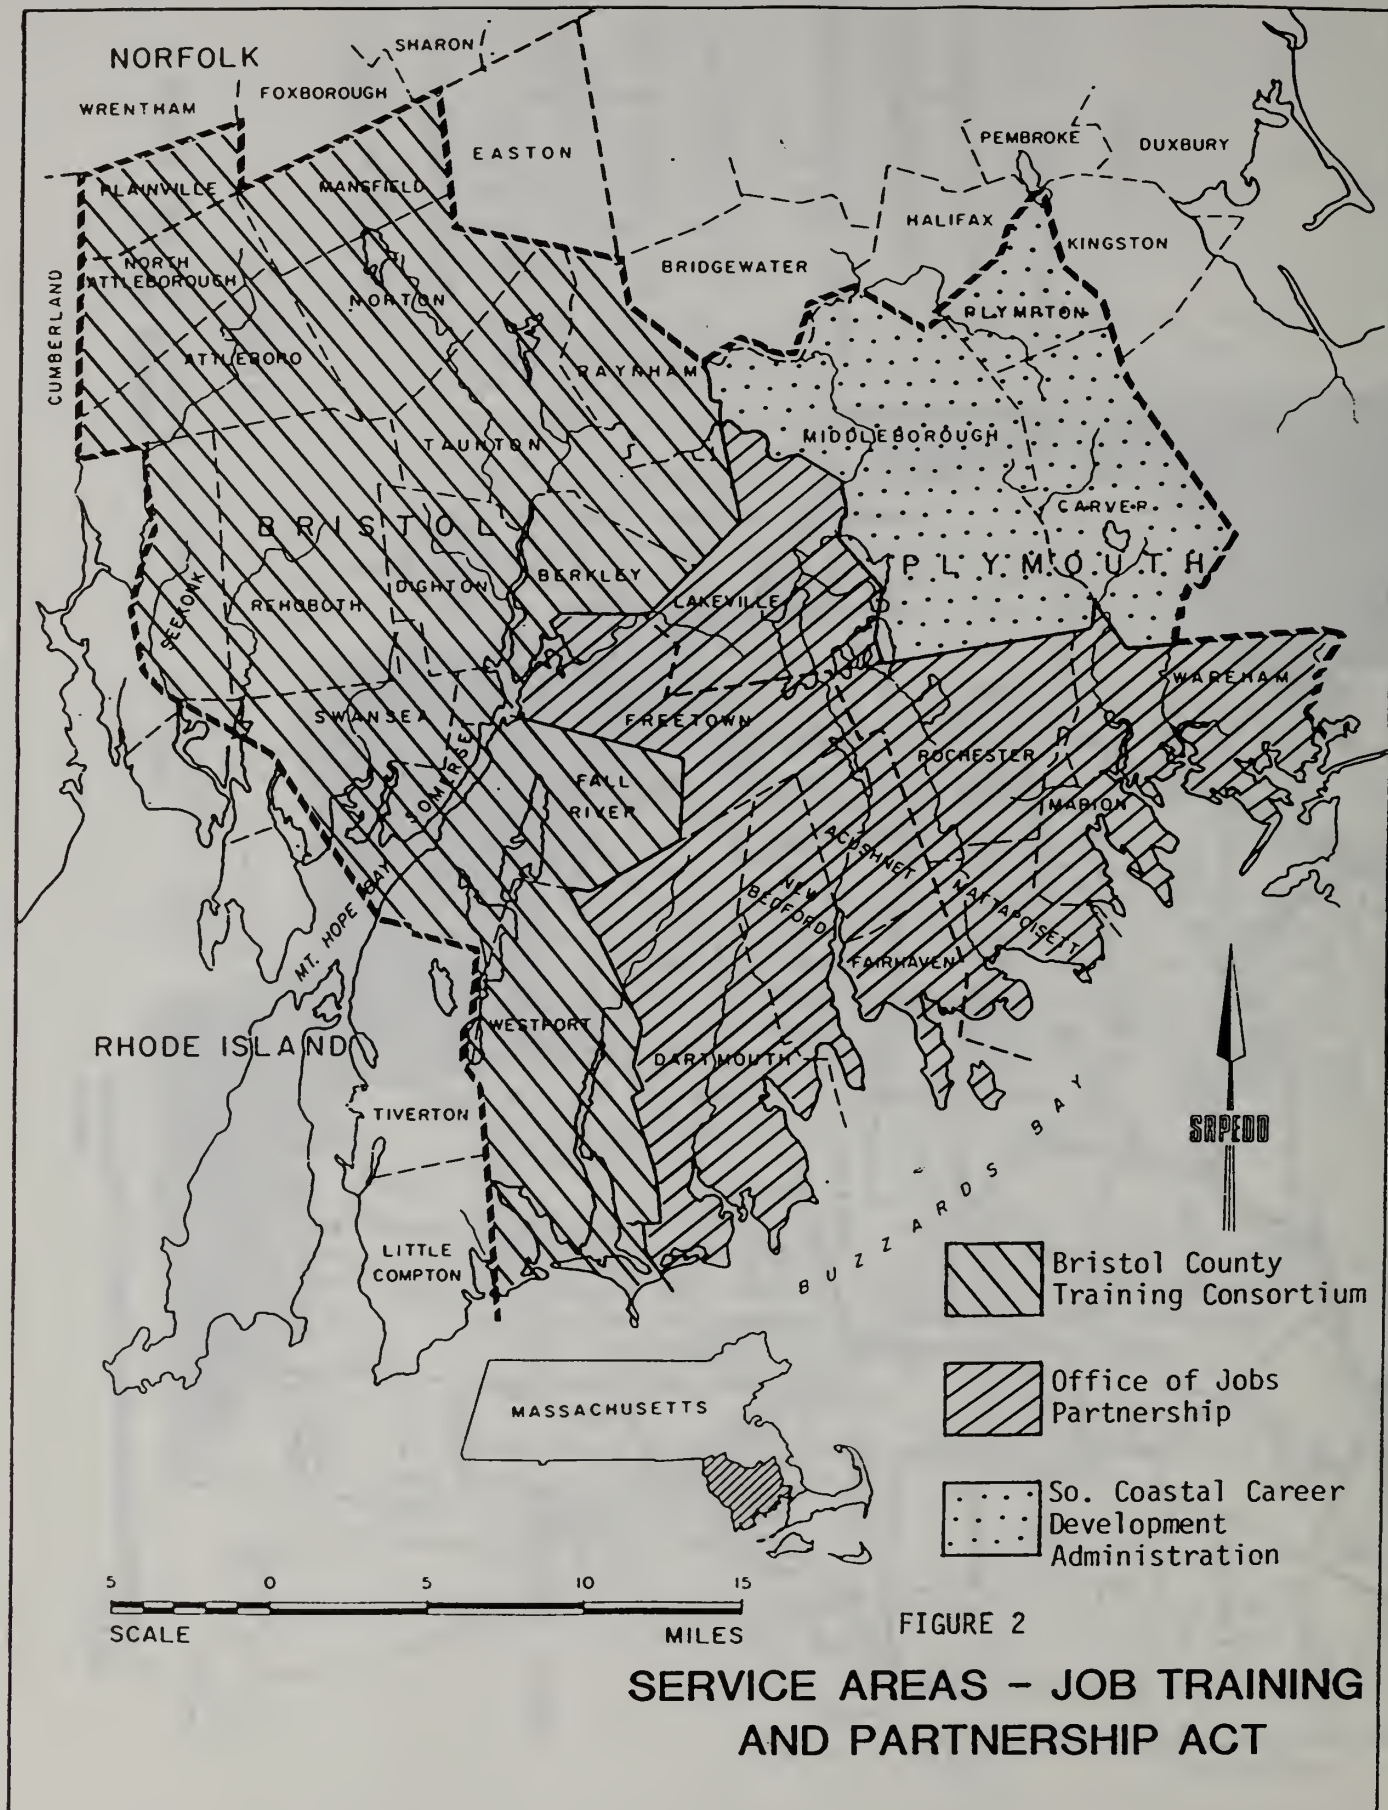 NORFOLK
SHARON
WRENTHAM
FOXBOROUGH
EASTON
PEMBROKE
DUXBURY
PLAINVILLE
MANSFIELD
HALIFAX
KINGSTON
CUMBERLAND
NORTH
ATTLEBOROUGH
NORTON
BRIDGEWATER
PLYMPTON
ATTLEBORO
RAYNHAM
TAUNTON
MIDDLEBOROUGH
BRISTOL
CARVER
PLYMOUTH
SEEKONK
REHOBOTH
DIGHTON
BERKLEY
LAKEVILLE
SWANSEA
SOMERSET
FREETOWN
WAREHAM
ROCHESTER
FALL
RIVER
MARION
ACUSHNET
NEW
BEDFORD
MATTAPOISETT
FAIRHAVEN
MT. HOPE BAY
WESTPORT
RHODE ISLAND
DARTMOUTH
TIVERTON
BUZZARDS BAY
SRPEDD
LITTLE
COMPTON
Bristol County
Training Consortium
MASSACHUSETTS
Office of Jobs
Partnership
So. Coastal Career
Development
Administration
5 0 5 10 15
SCALE MILES
FIGURE 2
SERVICE AREAS – JOB TRAINING
AND PARTNERSHIP ACT